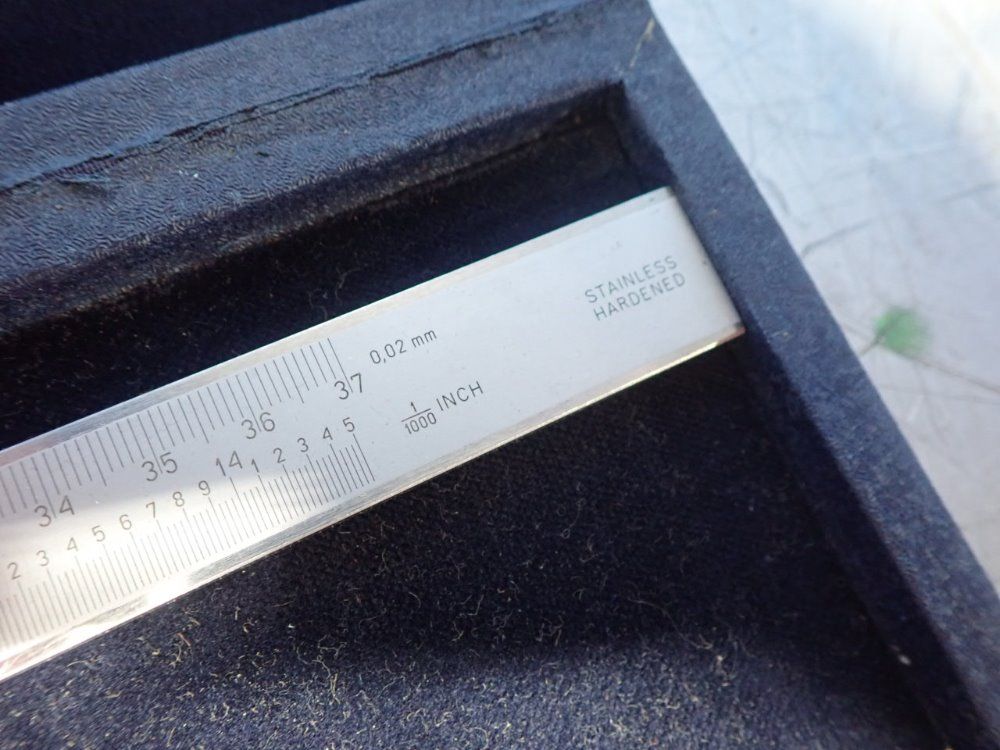 STAINLESS
HARDENED
0,02 mm
34 35 36 37
1/1000 INCH
2 3 4 5 6 7 8 9 14 1 2 3 4 5